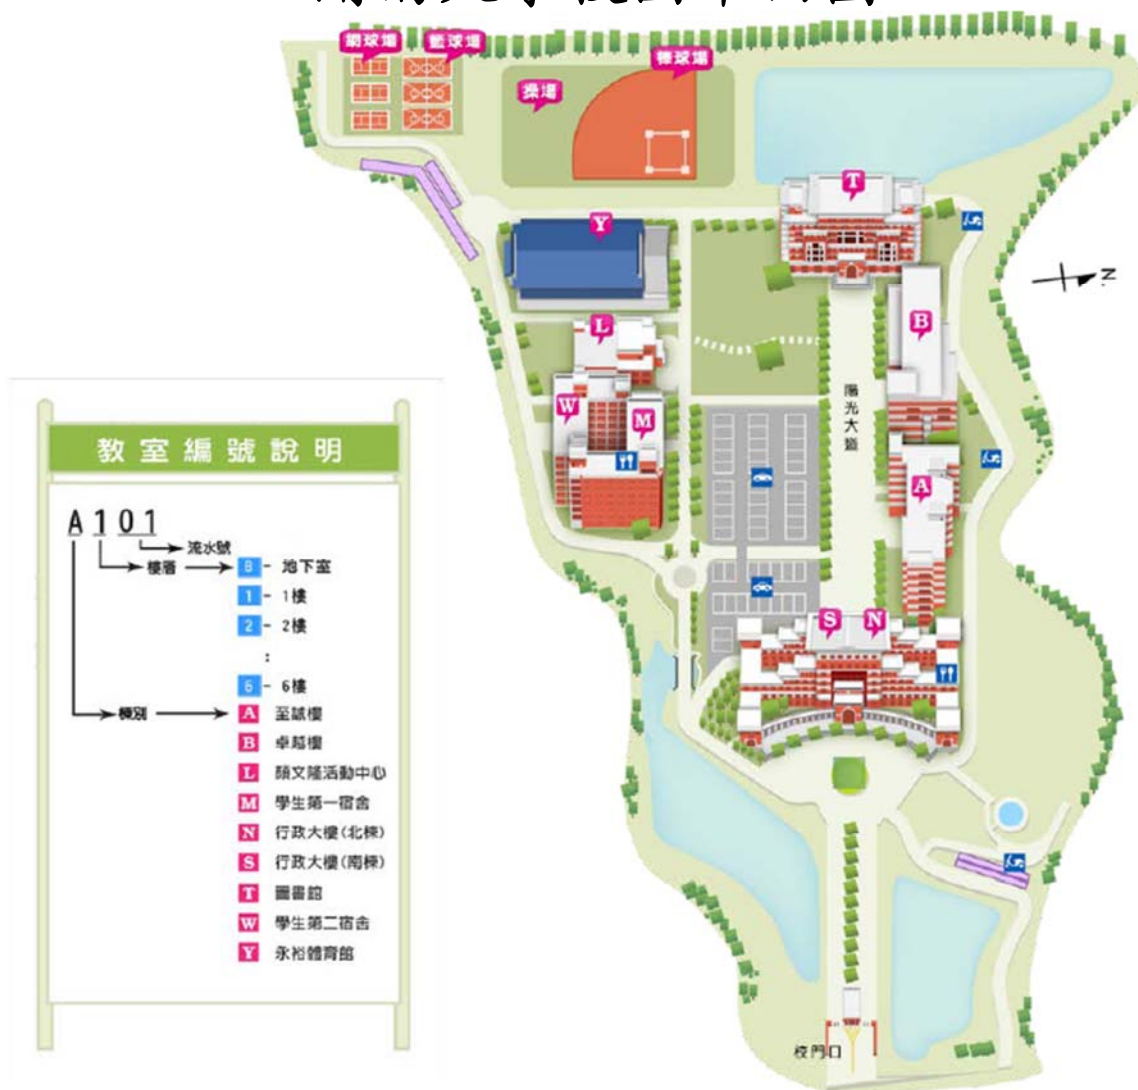 網球場
籃球場
操場
棒球場
T
Y
N
L
B
W
M
陽光大道
A
S
N
校門口
教室編號說明
A101
流水號
樓層
B - 地下室
1 - 1樓
2 - 2樓
:
6 - 6樓
棟別
A 至誠樓
B 卓越樓
L 顏文隆活動中心
M 學生第一宿舍
N 行政大樓(北棟)
S 行政大樓(南棟)
T 圖書館
W 學生第二宿舍
Y 永裕體育館